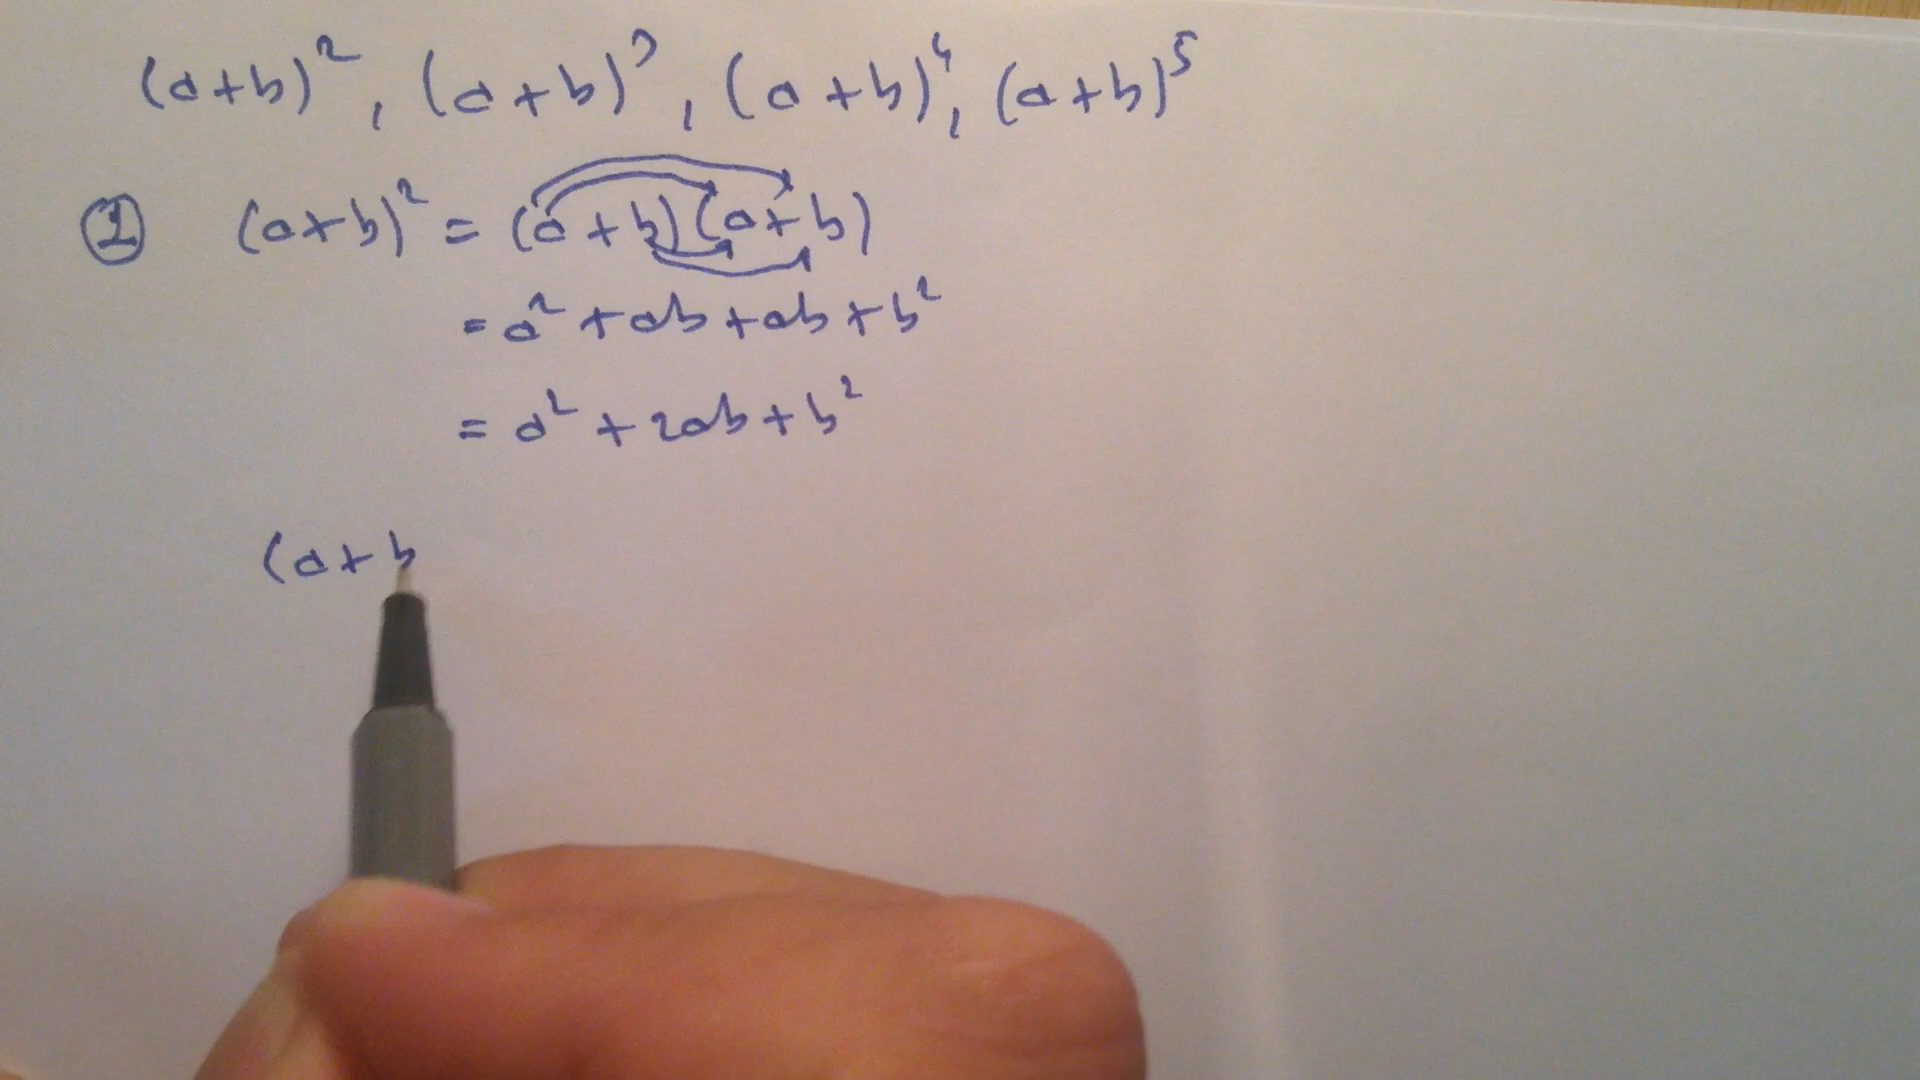 (a+b)², (a+b)³, (a+b)⁴, (a+b)⁵
① (a+b)² = (a+b)(a+b)
= a² + ab + ab + b²
= a² + 2ab + b²
(a+b